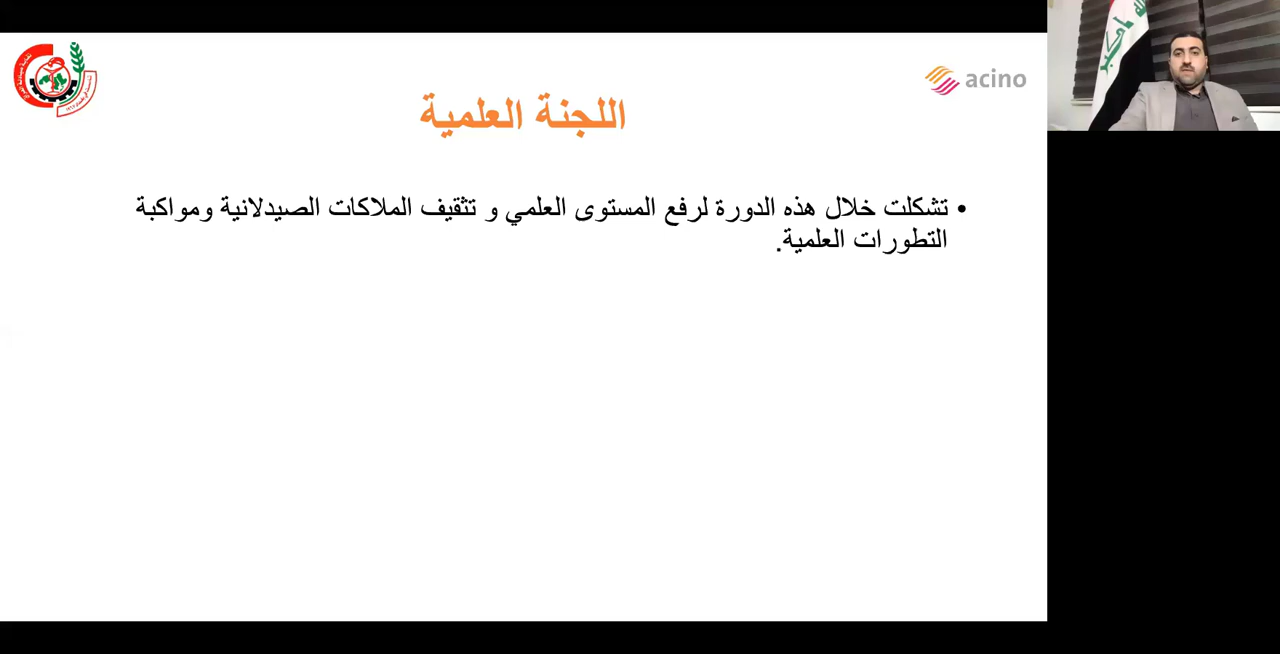 acino
اللجنة العلمية
• تشكلت خلال هذه الدورة لرفع المستوى العلمي و تثقيف الملاكات الصيدلانية ومواكبة
التطورات العلمية.